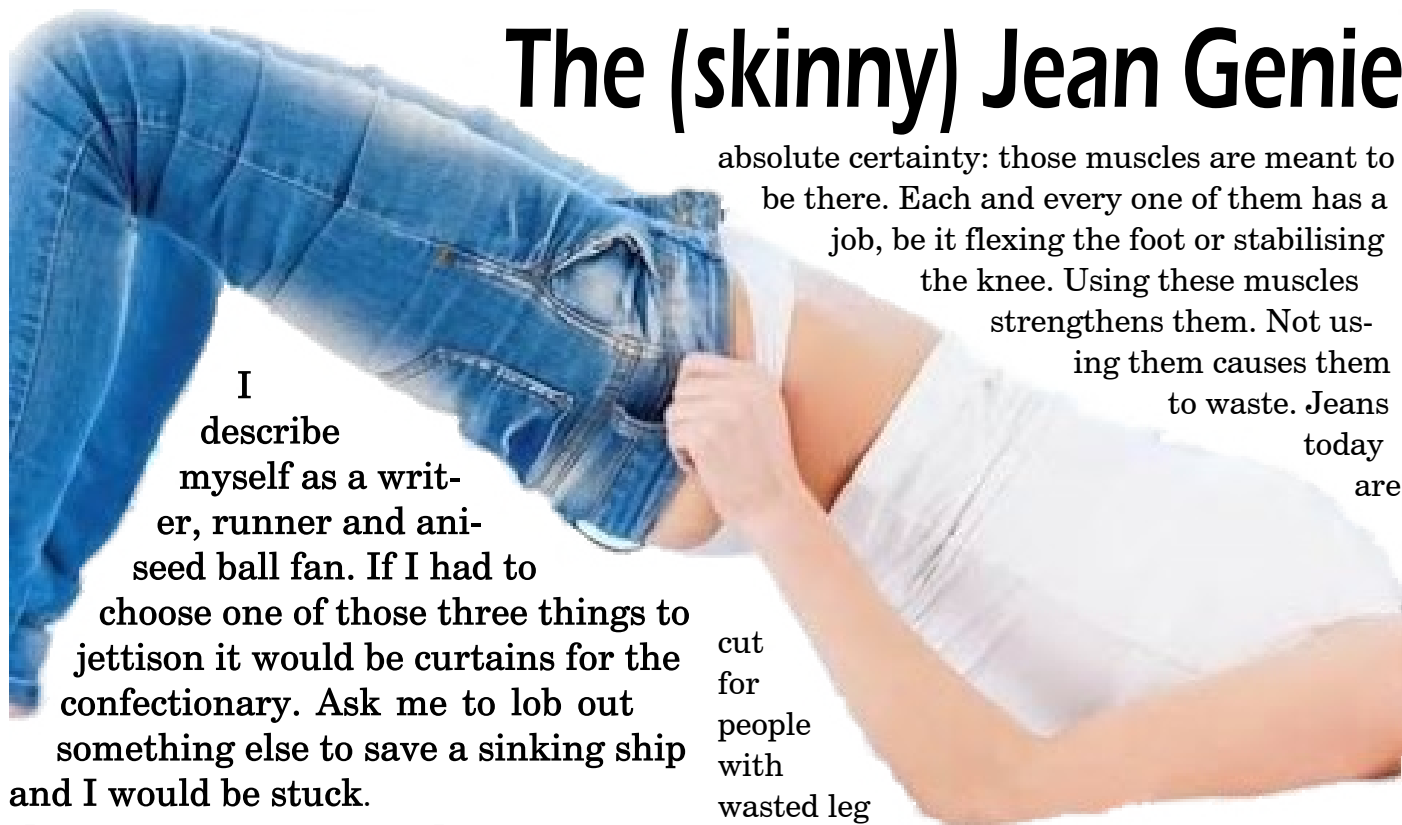 The (skinny) Jean Genie
I
describe
myself as a writ-
er, runner and ani-
seed ball fan. If I had to
choose one of those three things to
jettison it would be curtains for the
confectionary. Ask me to lob out
something else to save a sinking ship
and I would be stuck.
absolute certainty: those muscles are meant to
be there. Each and every one of them has a
job, be it flexing the foot or stabilising
the knee. Using these muscles
strengthens them. Not us-
ing them causes them
to waste. Jeans
today
are
cut
for
people
with
wasted leg